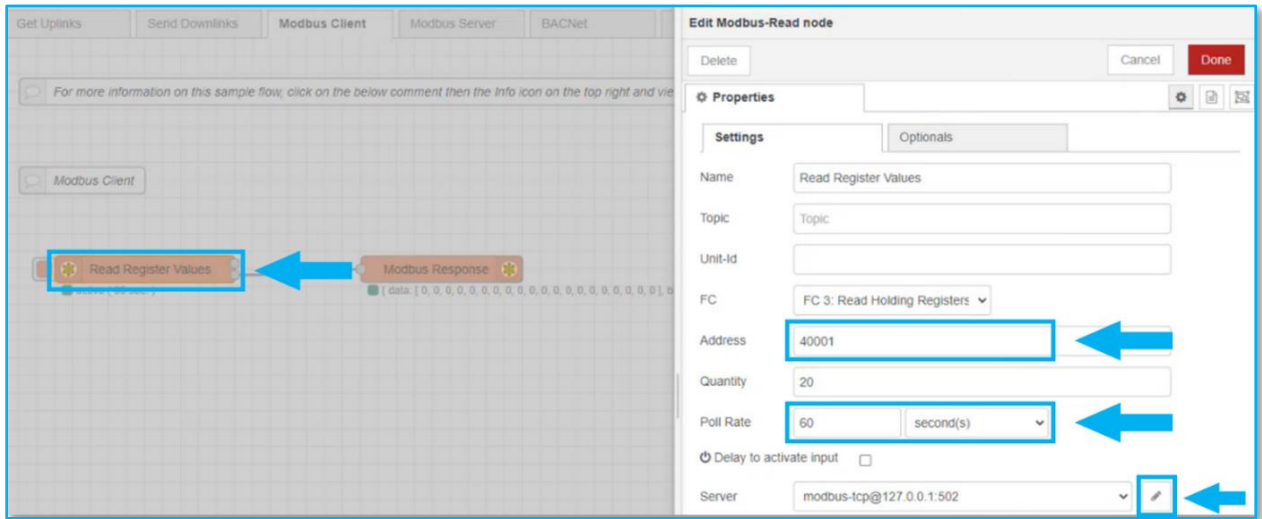 Get Uplinks Send Downlinks Modbus Client Modbus Server BACNet
For more information on this sample flow, click on the below comment then the Info icon on the top right and vie
Modbus Client
Read Register Values
Modbus Response
{ data: [ 0, 0, 0, 0, 0, 0, 0, 0, 0, 0, 0, 0, 0, 0, 0, 0, 0, 0, 0, 0 ], b
Edit Modbus-Read node
Delete Cancel Done
Properties
Settings Optionals
Name Read Register Values
Topic Topic
Unit-Id
FC FC 3: Read Holding Registers
Address 40001
Quantity 20
Poll Rate 60 second(s)
Delay to activate input
Server modbus-tcp@127.0.0.1:502